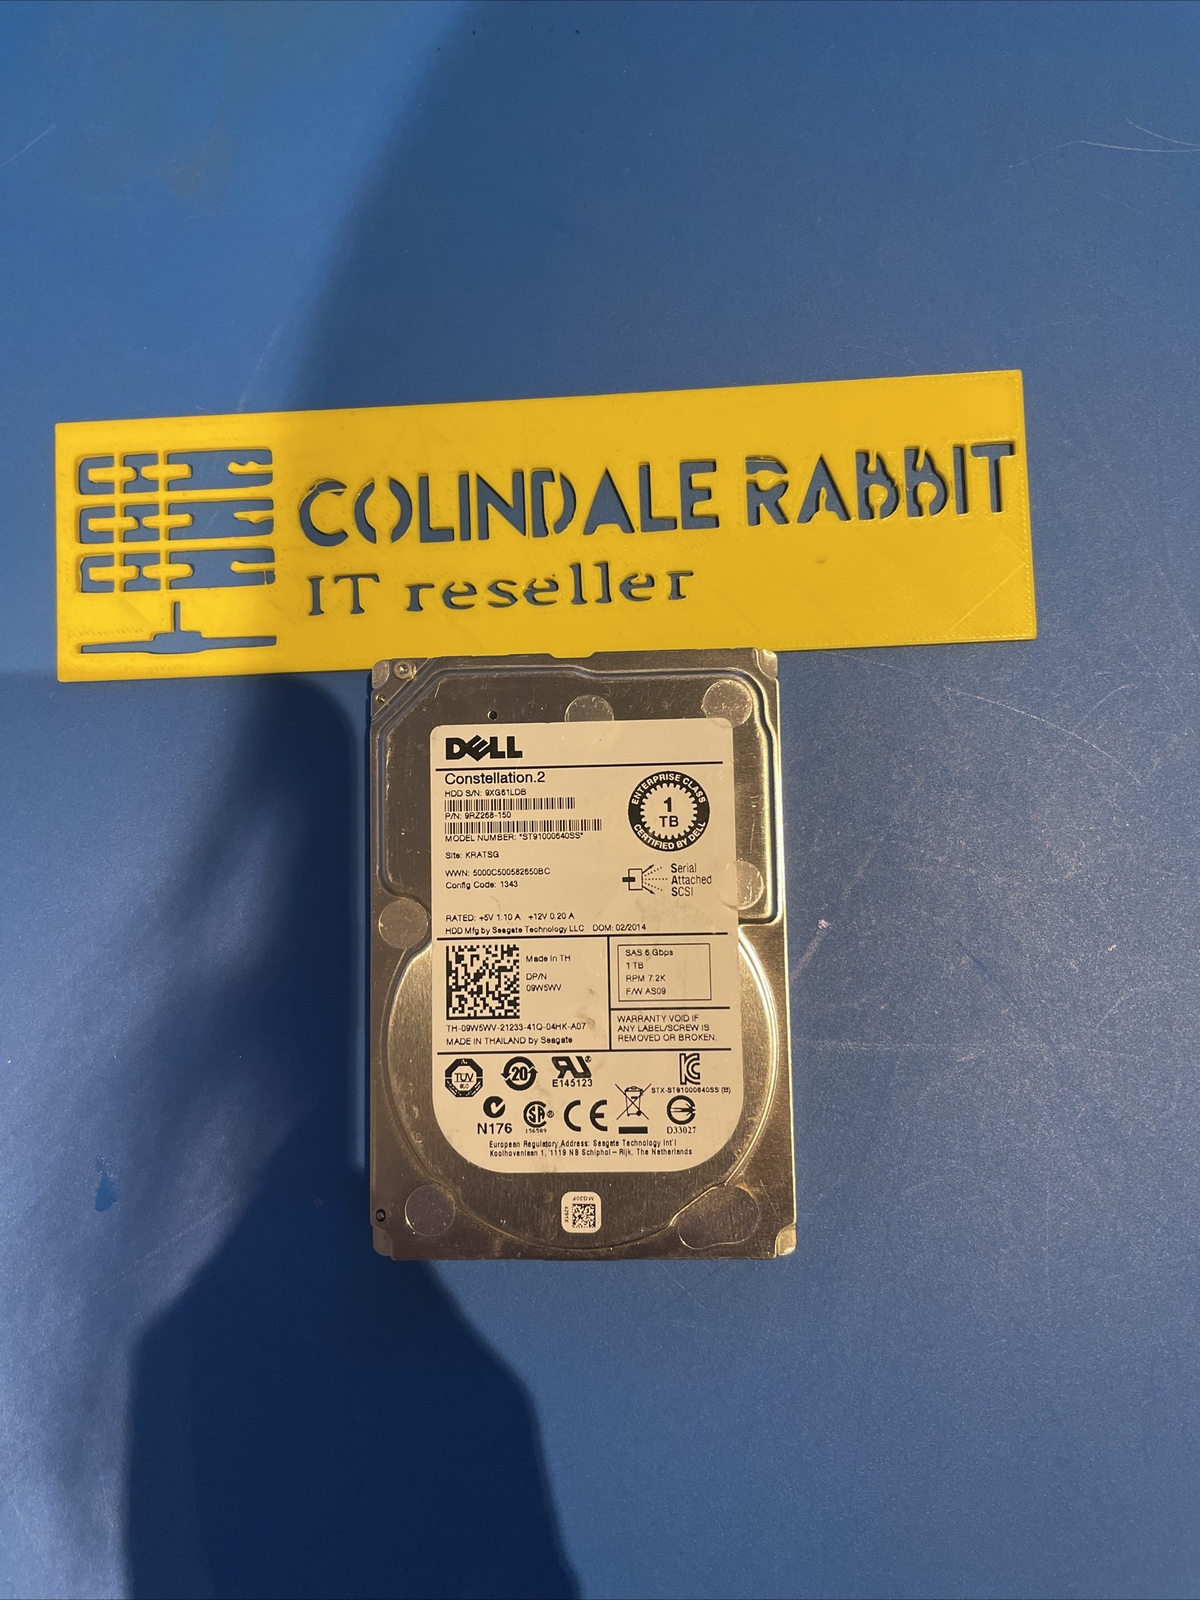 COLINDALE RABBIT
IT reseller
DELL
Constellation.2
HDD S/N: 9XG61LDB
P/N: 9RZ268-150
MODEL NUMBER: "ST91000640SS"
Site: KRATSG
WWN: 5000C500582650BC
Config Code: 1343
ENTERPRISE CLASS
1
TB
CERTIFIED BY DELL
Serial
Attached
SCSI
RATED: +5V 1.10 A +12V 0.20 A
HDD Mfg by Seagate Technology LLC DOM: 02/2014
Made in TH
DP/N
09W5WV
TH-09W5WV-21233-41Q-04HK-A07
MADE IN THAILAND by Seagate
SAS 6 Gbps
1 TB
RPM 7.2K
F/W AS09
WARRANTY VOID IF
ANY LABEL/SCREW IS
REMOVED OR BROKEN.
TUV
20
E145123
STX-ST91000640SS (B)
N176
156589
CE
D33027
European Regulatory Address: Seagate Technology Int'l
Koolhovenlaan 1, 1119 NB Schiphol-Rijk, The Netherlands